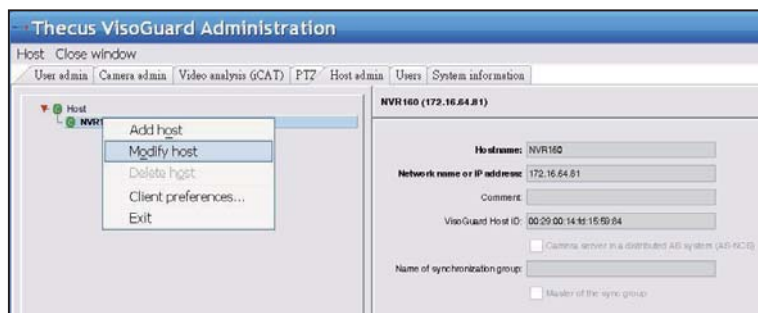 Thecus VisoGuard Administration
Host Close window
User admin Camera admin Video analysis (iCAT) PTZ Host admin Users System information
Host
NVR1
Add host
Modify host
Delete host
Client preferences...
Exit
NVR160 (172.16.64.81)
Hostname: NVR160
Network name or IP address: 172.16.64.81
Comment:
VisoGuard Host ID: 00:29:00:14:fd:15:59:84
Camera server in a distributed AS system (AS-NCS)
Name of synchronization group:
Master of the sync group